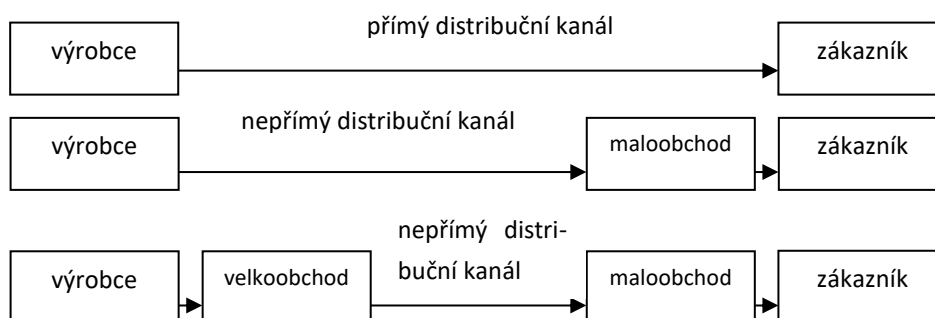 přímý distribuční kanál
výrobce
zákazník
nepřímý distribuční kanál
výrobce
maloobchod
zákazník
nepřímý distri-
buční kanál
výrobce
velkoobchod
maloobchod
zákazník